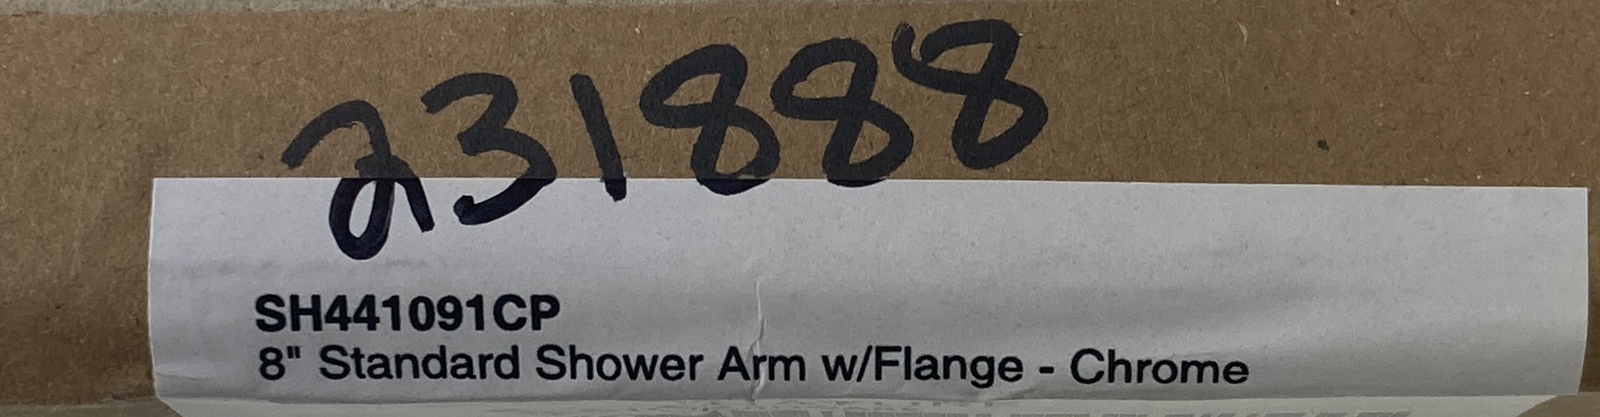 231888
SH441091CP
8" Standard Shower Arm w/Flange - Chrome